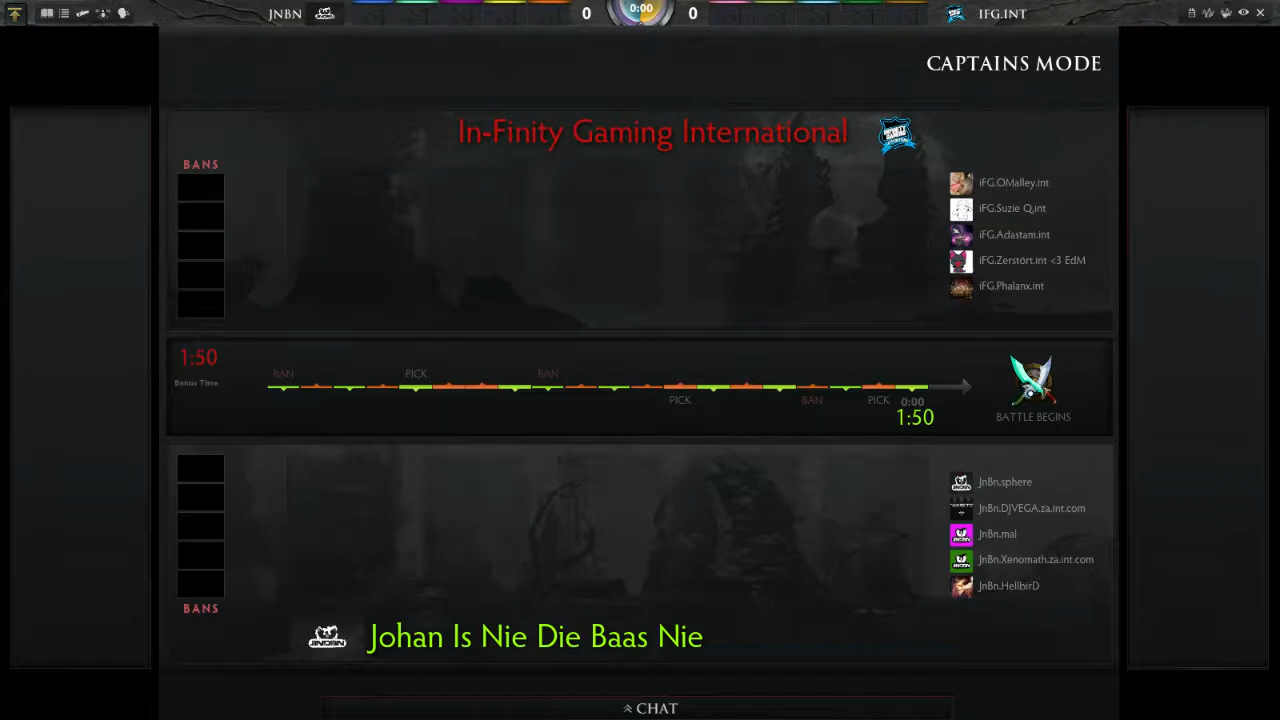 JNBN 0 0:00 0 IFG.INT
CAPTAINS MODE
In-Finity Gaming International
BANS
iFG.OMalley.int
iFG.Suzie Q.int
iFG.Adastam.int
iFG.Zerstört.int <3 EdM
iFG.Phalanx.int
1:50
Bonus Time
BAN PICK BAN
PICK BAN PICK 0:00
1:50
BATTLE BEGINS
JnBn.sphere
JnBn.DJVEGA.za.int.com
JnBn.mal
JnBn.Xenomath.za.int.com
JnBn.HellbirD
BANS
JNBN
Johan Is Nie Die Baas Nie
CHAT